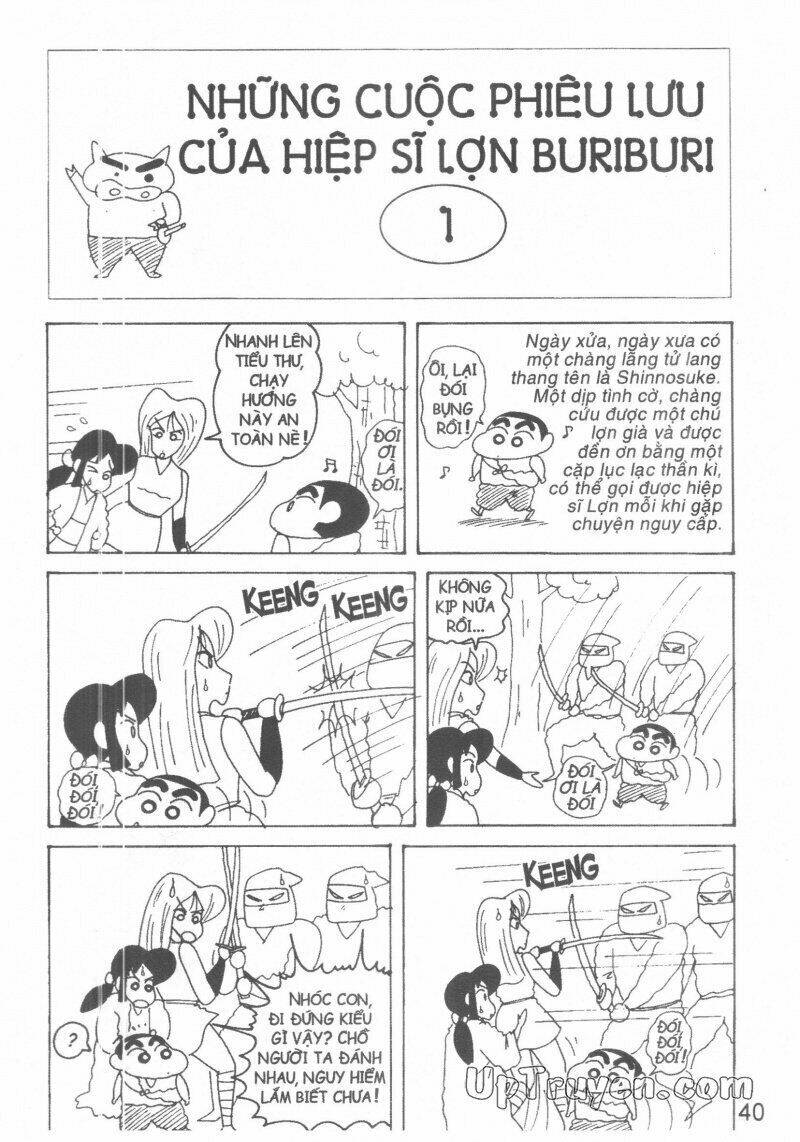 NHỮNG CUỘC PHIÊU LƯU
CỦA HIỆP SĨ LỢN BURIBURI
1
Ngày xửa, ngày xưa có
một chàng lãng tử lang
thang tên là Shinnosuke.
Một dịp tình cờ, chàng
cứu được một chú
lợn già và được
đền ơn bằng một
cặp lục lạc thần kì,
có thể gọi được hiệp
sĩ Lợn mỗi khi gặp
chuyện nguy cấp.
ÔI, LẠI
ĐÓI
BỤNG
RỒI!
NHANH LÊN
TIỂU THƯ,
CHẠY
HƯỚNG
NÀY AN
TOÀN NÈ!
ĐÓI
ƠI
LÀ
ĐÓI.
KHÔNG
KỊP NỮA
RỒI...
ĐÓI
ƠI LÀ
ĐÓI
KEENG
KEENG
ĐÓI
ĐÓI,
ĐÓI!
KEENG
ĐÓI,
ĐÓI,
ĐÓI!
NHÓC CON,
ĐI ĐỨNG KIỂU
GÌ VẬY? CHỖ
NGƯỜI TA ĐÁNH
NHAU, NGUY HIỂM
LẮM BIẾT CHƯA!
?
UpTruyen.com
40